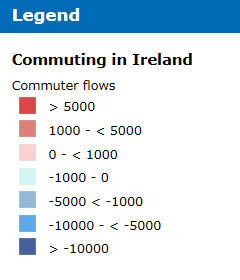 Legend
Commuting in Ireland
Commuter flows
> 5000
1000 - < 5000
0 - < 1000
-1000 - 0
-5000 < -1000
-10000 - < -5000
> -10000